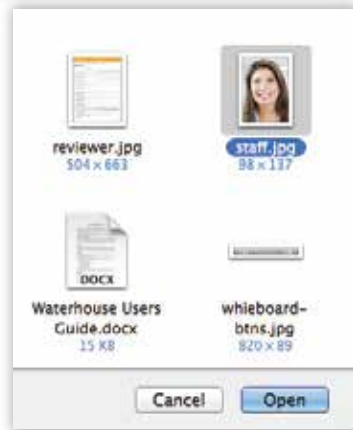 reviewer.jpg
504 × 663
staff.jpg
98 × 137
DOCX
Waterhouse Users
Guide.docx
15 KB
whieboard-
btns.jpg
820 × 89
Cancel
Open